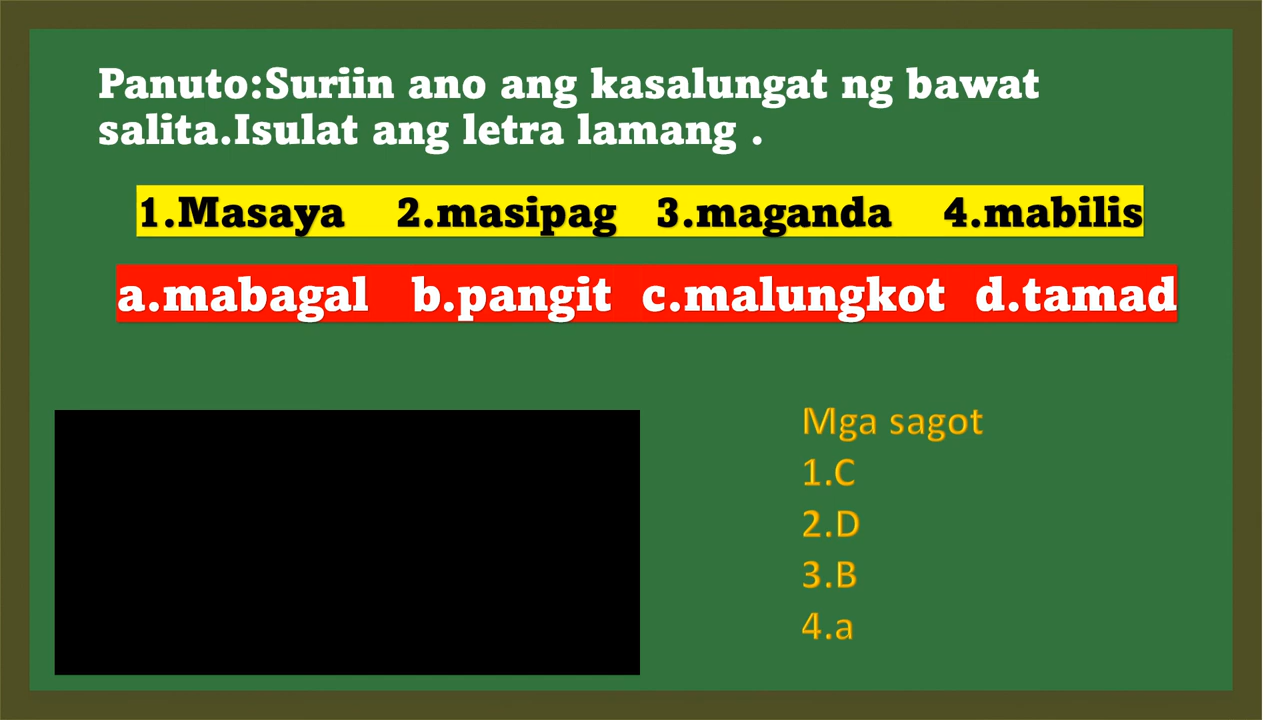 Panuto:Suriin ano ang kasalungat ng bawat
salita.Isulat ang letra lamang .
1.Masaya 2.masipag 3.maganda 4.mabilis
a.mabagal b.pangit c.malungkot d.tamad
Mga sagot
1.C
2.D
3.B
4.a